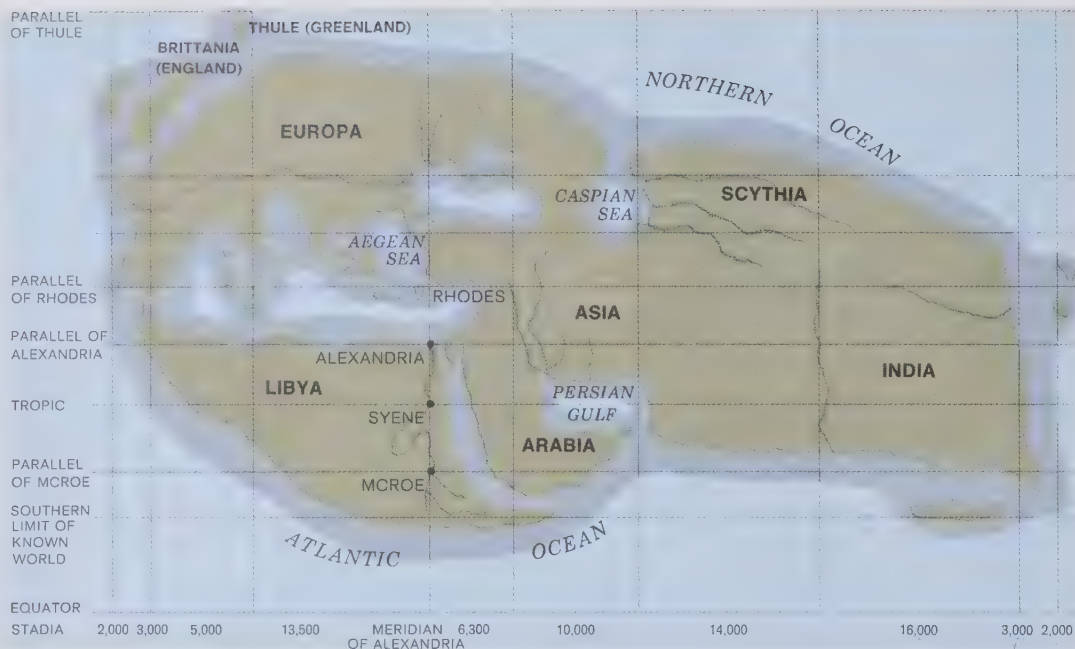 PARALLEL
OF THULE
THULE (GREENLAND)
BRITTANIA
(ENGLAND)
NORTHERN
OCEAN
EUROPA
CASPIAN
SEA
SCYTHIA
AEGEAN
SEA
PARALLEL
OF RHODES
RHODES
ASIA
PARALLEL OF
ALEXANDRIA
ALEXANDRIA
LIBYA
INDIA
PERSIAN
GULF
TROPIC
SYENE
ARABIA
PARALLEL
OF MCROE
MCROE
SOUTHERN
LIMIT OF
KNOWN
WORLD
ATLANTIC
OCEAN
EQUATOR
STADIA 2,000 3,000 5,000 13,500 MERIDIAN 6,300 10,000 14,000 16,000 3,000 2,000
OF ALEXANDRIA